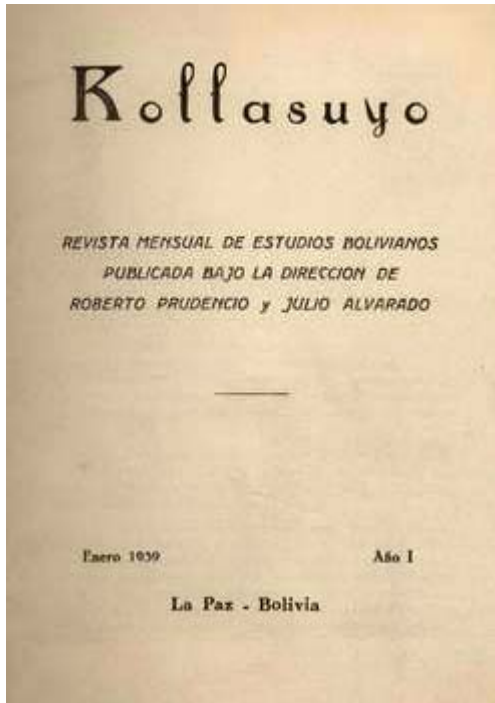 Kollasuyo
REVISTA MENSUAL DE ESTUDIOS BOLIVIANOS
PUBLICADA BAJO LA DIRECCION DE
ROBERTO PRUDENCIO y JULIO ALVARADO
Enero 1939 Año I
La Paz - Bolivia